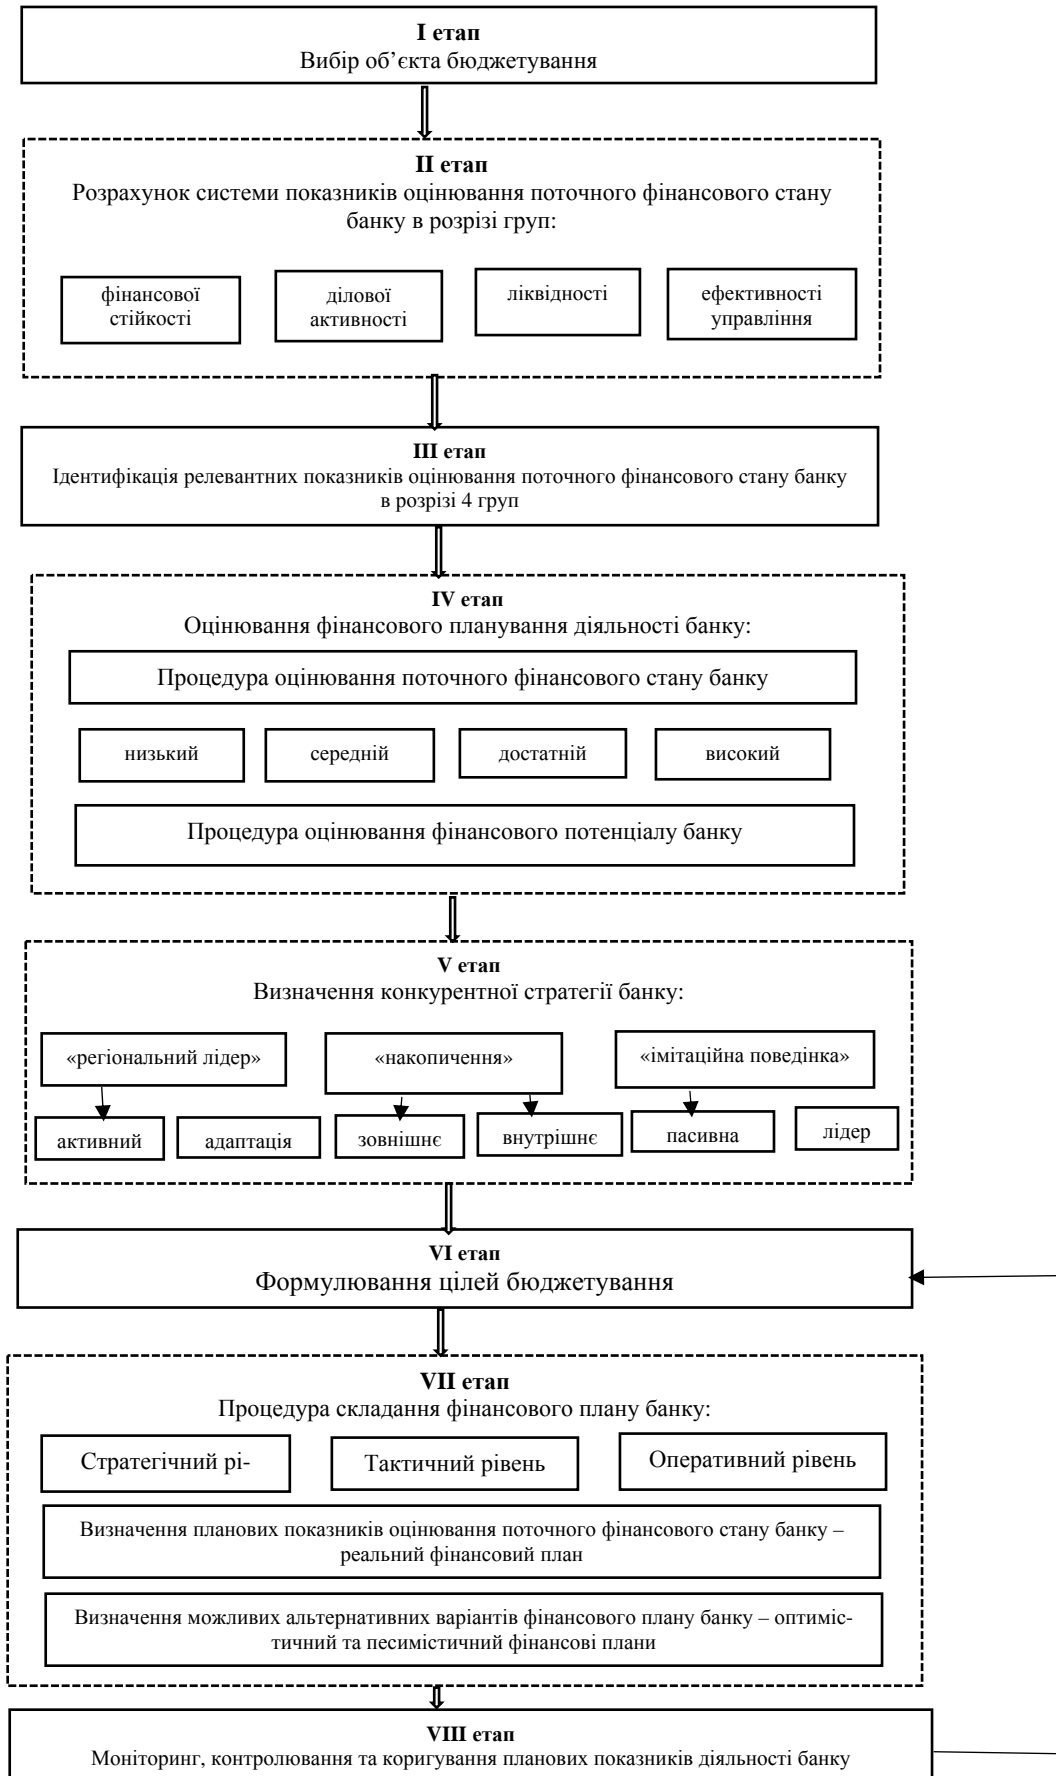 І етап
Вибір об’єкта бюджетування
ІІ етап
Розрахунок системи показників оцінювання поточного фінансового стану
банку в розрізі груп:
фінансової
стійкості
ділової
активності
ліквідності
ефективності
управління
ІІІ етап
Ідентифікація релевантних показників оцінювання поточного фінансового стану банку
в розрізі 4 груп
ІV етап
Оцінювання фінансового планування діяльності банку:
Процедура оцінювання поточного фінансового стану банку
низький
середній
достатній
високий
Процедура оцінювання фінансового потенціалу банку
V етап
Визначення конкурентної стратегії банку:
«регіональний лідер»
«накопичення»
«імітаційна поведінка»
активний
адаптація
зовнішнє
внутрішнє
пасивна
лідер
VI етап
Формулювання цілей бюджетування
VII етап
Процедура складання фінансового плану банку:
Стратегічний рі-
Тактичний рівень
Оперативний рівень
Визначення планових показників оцінювання поточного фінансового стану банку –
реальний фінансовий план
Визначення можливих альтернативних варіантів фінансового плану банку – оптиміс-
тичний та песимістичний фінансові плани
VIII етап
Моніторинг, контролювання та коригування планових показників діяльності банку